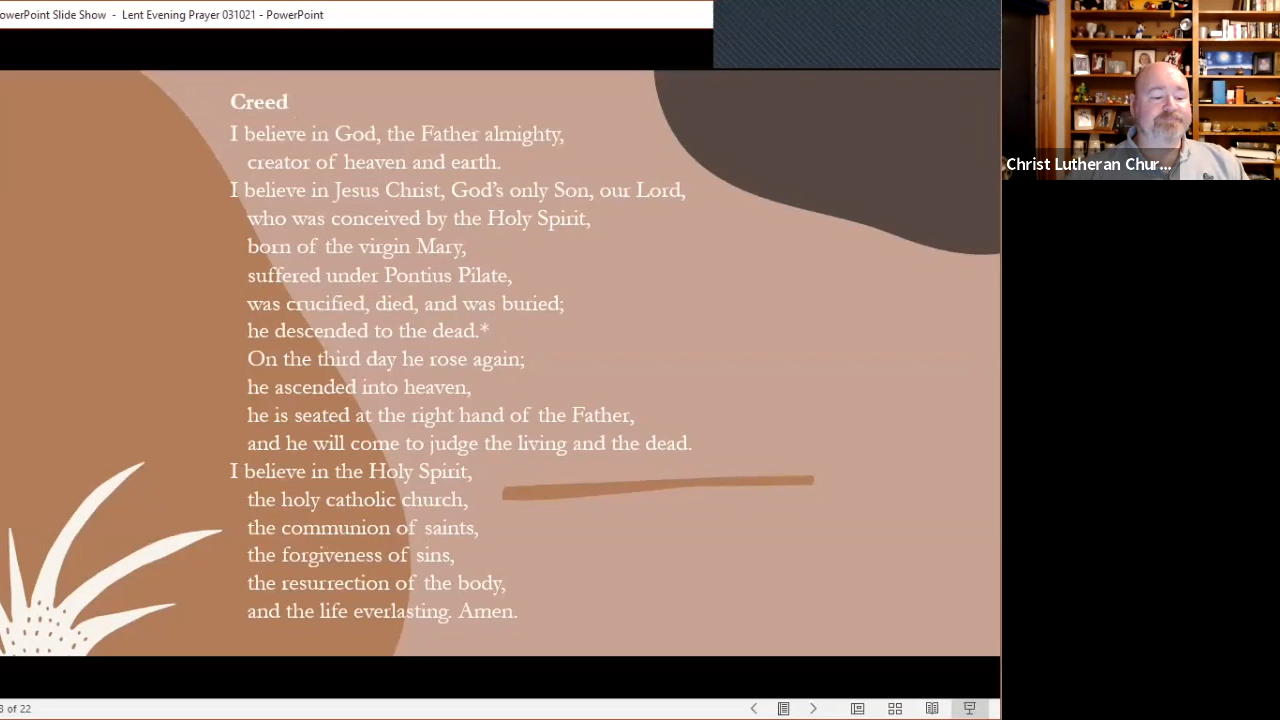 owerPoint Slide Show - Lent Evening Prayer 031021 - PowerPoint
Creed
I believe in God, the Father almighty,
creator of heaven and earth.
I believe in Jesus Christ, God’s only Son, our Lord,
who was conceived by the Holy Spirit,
born of the virgin Mary,
suffered under Pontius Pilate,
was crucified, died, and was buried;
he descended to the dead.*
On the third day he rose again;
he ascended into heaven,
he is seated at the right hand of the Father,
and he will come to judge the living and the dead.
I believe in the Holy Spirit,
the holy catholic church,
the communion of saints,
the forgiveness of sins,
the resurrection of the body,
and the life everlasting. Amen.
Christ Lutheran Chur...
of 22